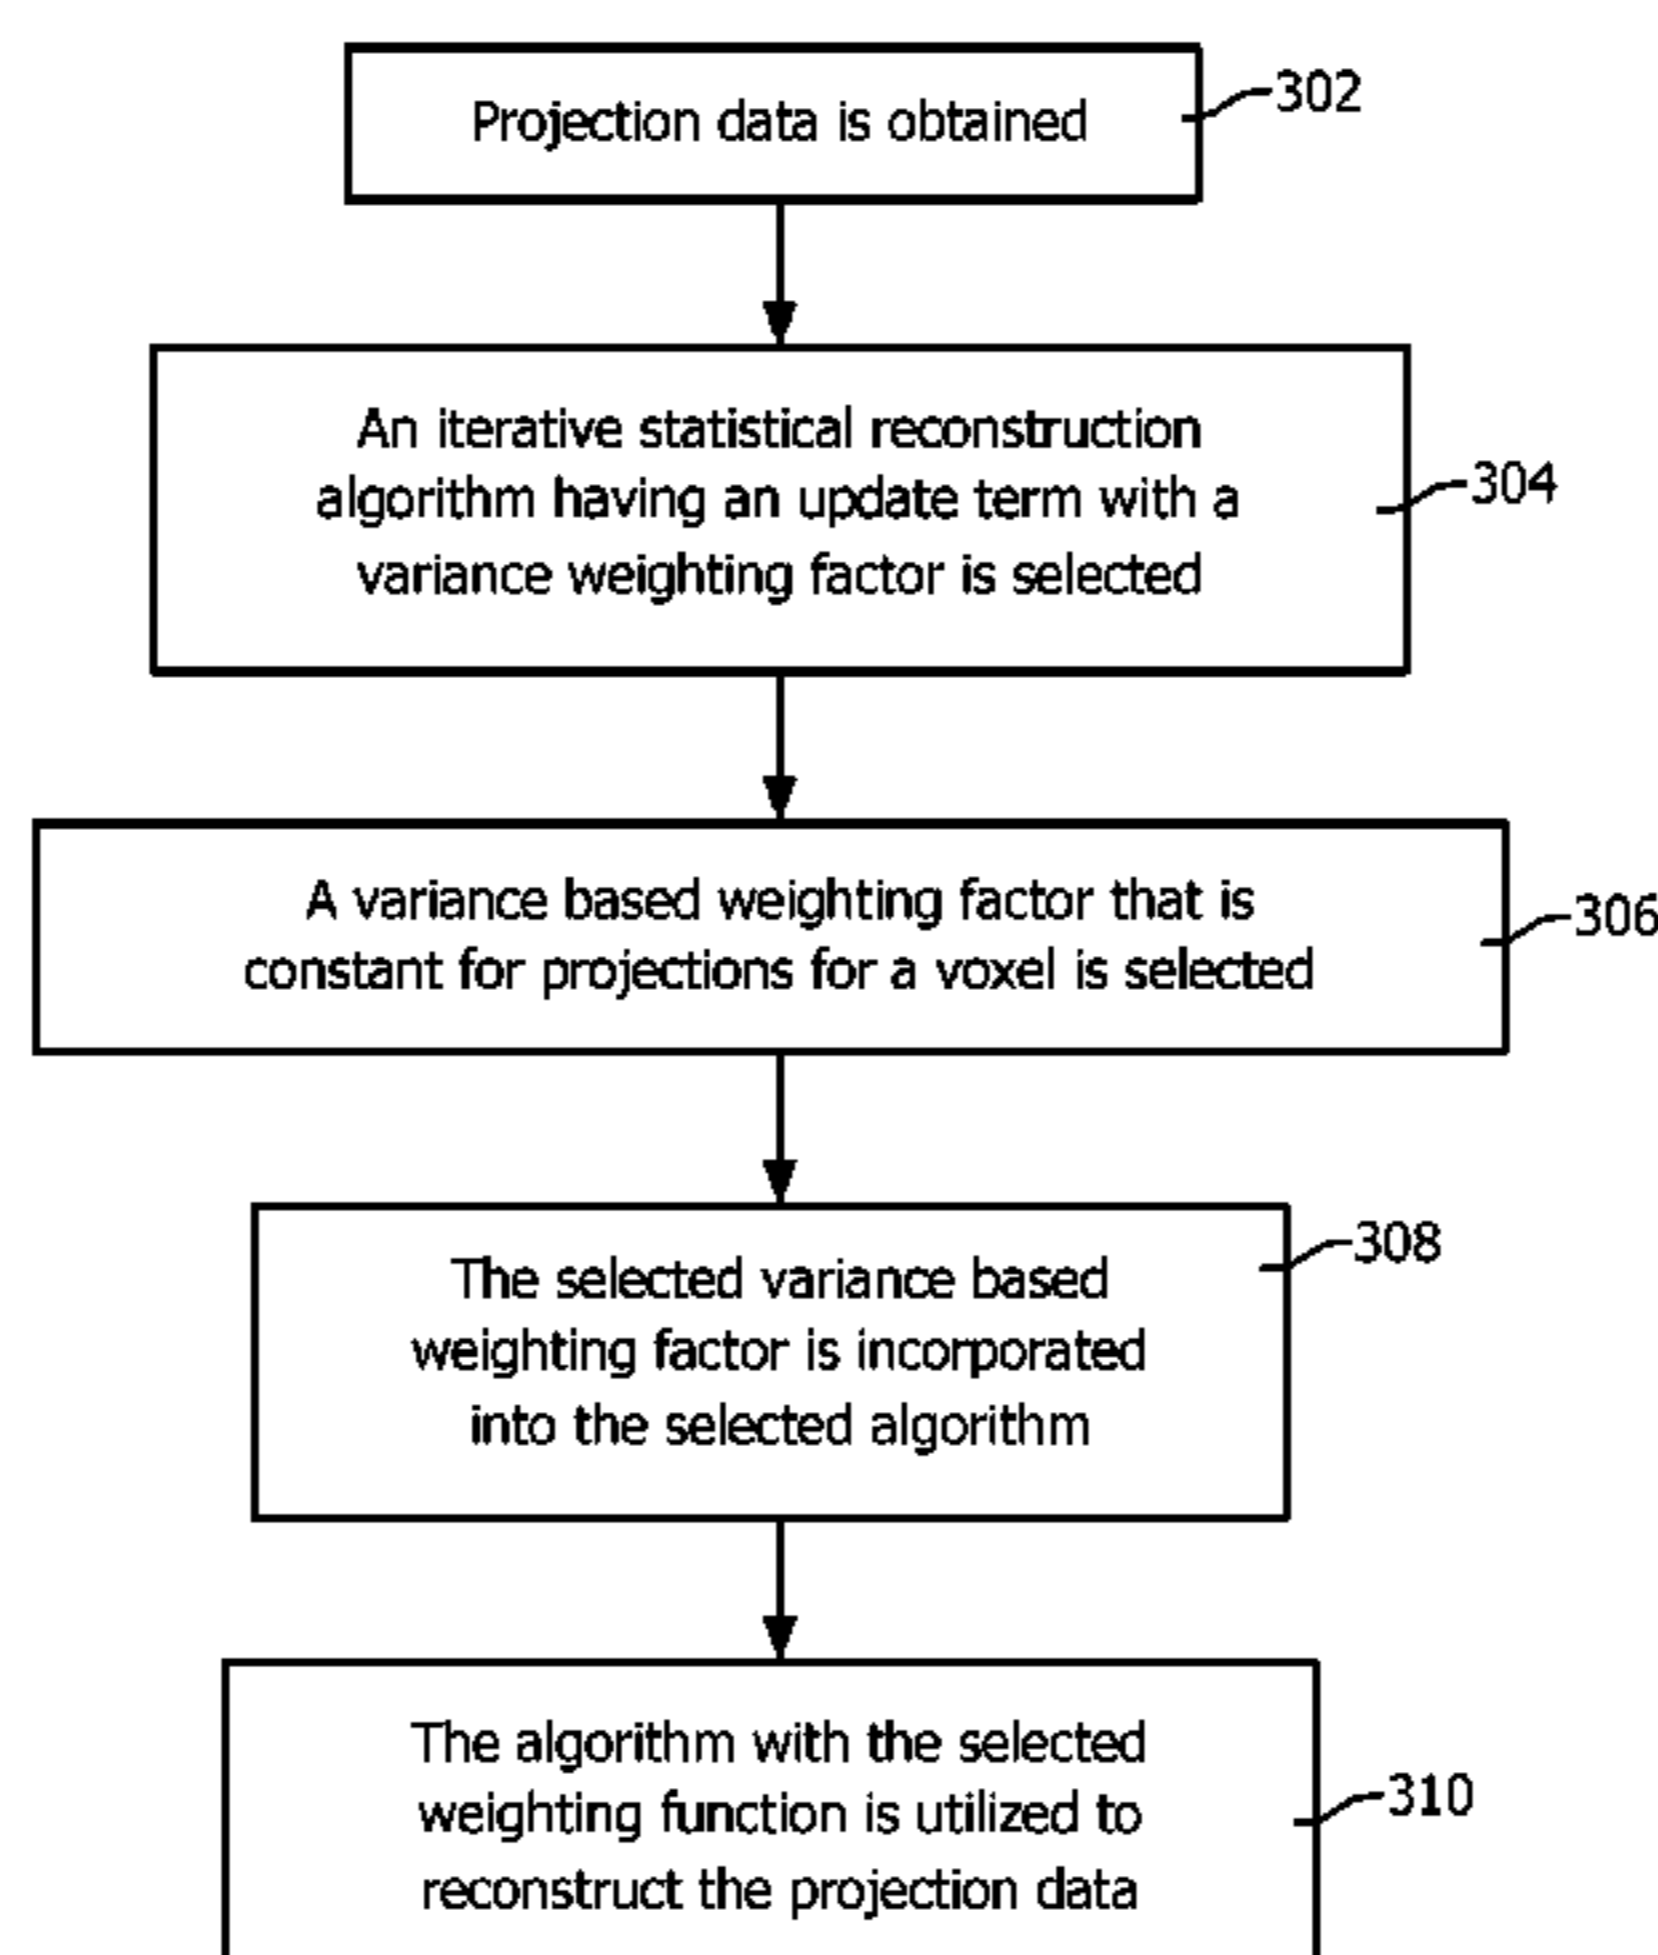 Projection data is obtained
302
An iterative statistical reconstruction
algorithm having an update term with a
variance weighting factor is selected
304
A variance based weighting factor that is
constant for projections for a voxel is selected
306
The selected variance based
weighting factor is incorporated
into the selected algorithm
308
The algorithm with the selected
weighting function is utilized to
reconstruct the projection data
310